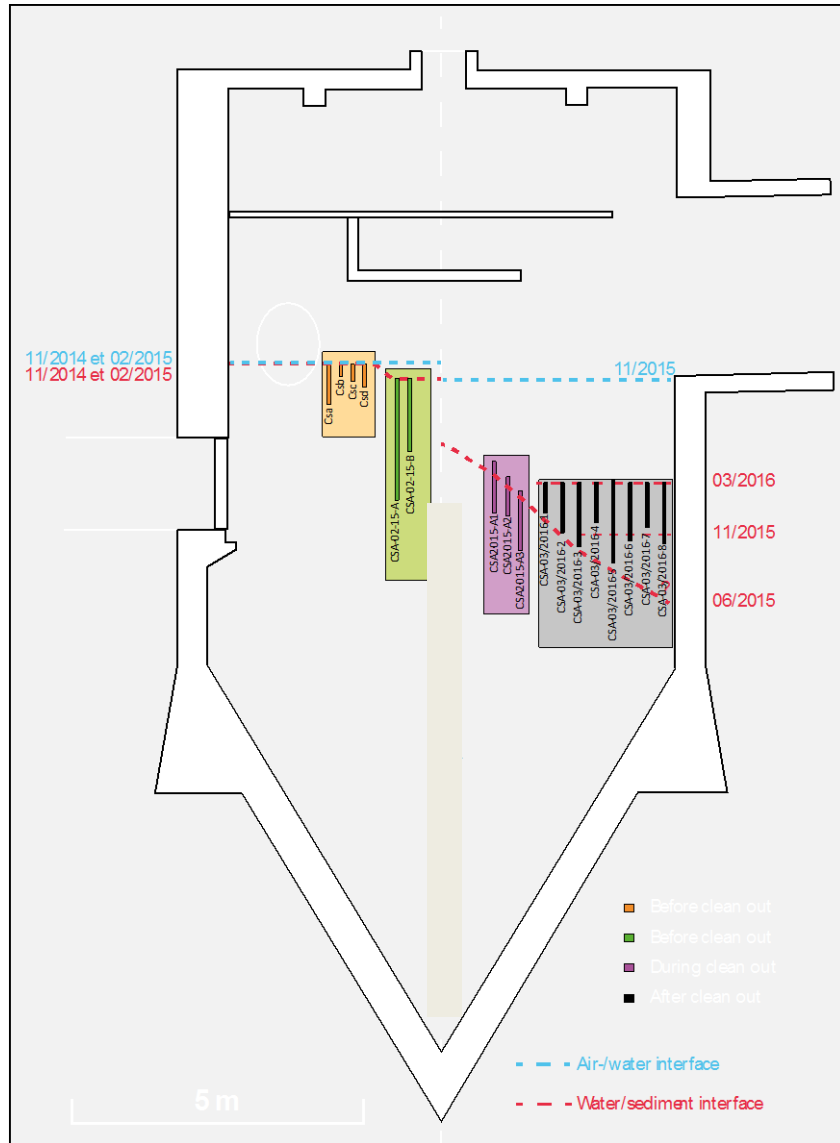 11/2014 et 02/2015
11/2014 et 02/2015
11/2015
Csa
Csb
Csc
Csd
CSA-02-15-A
CSA-02-15-B
CSA2015-A1
CSA2015-A2
CSA2015-A3
CSA-03/2016-1
CSA-03/2016-2
CSA-03/2016-3
CSA-03/2016-4
CSA-03/2016-5
CSA-03/2016-6
CSA-03/2016-7
CSA-03/2016-8
03/2016
11/2015
06/2015
Before clean out
Before clean out
During clean out
After clean out
Air-/water interface
Water/sediment interface
5 m